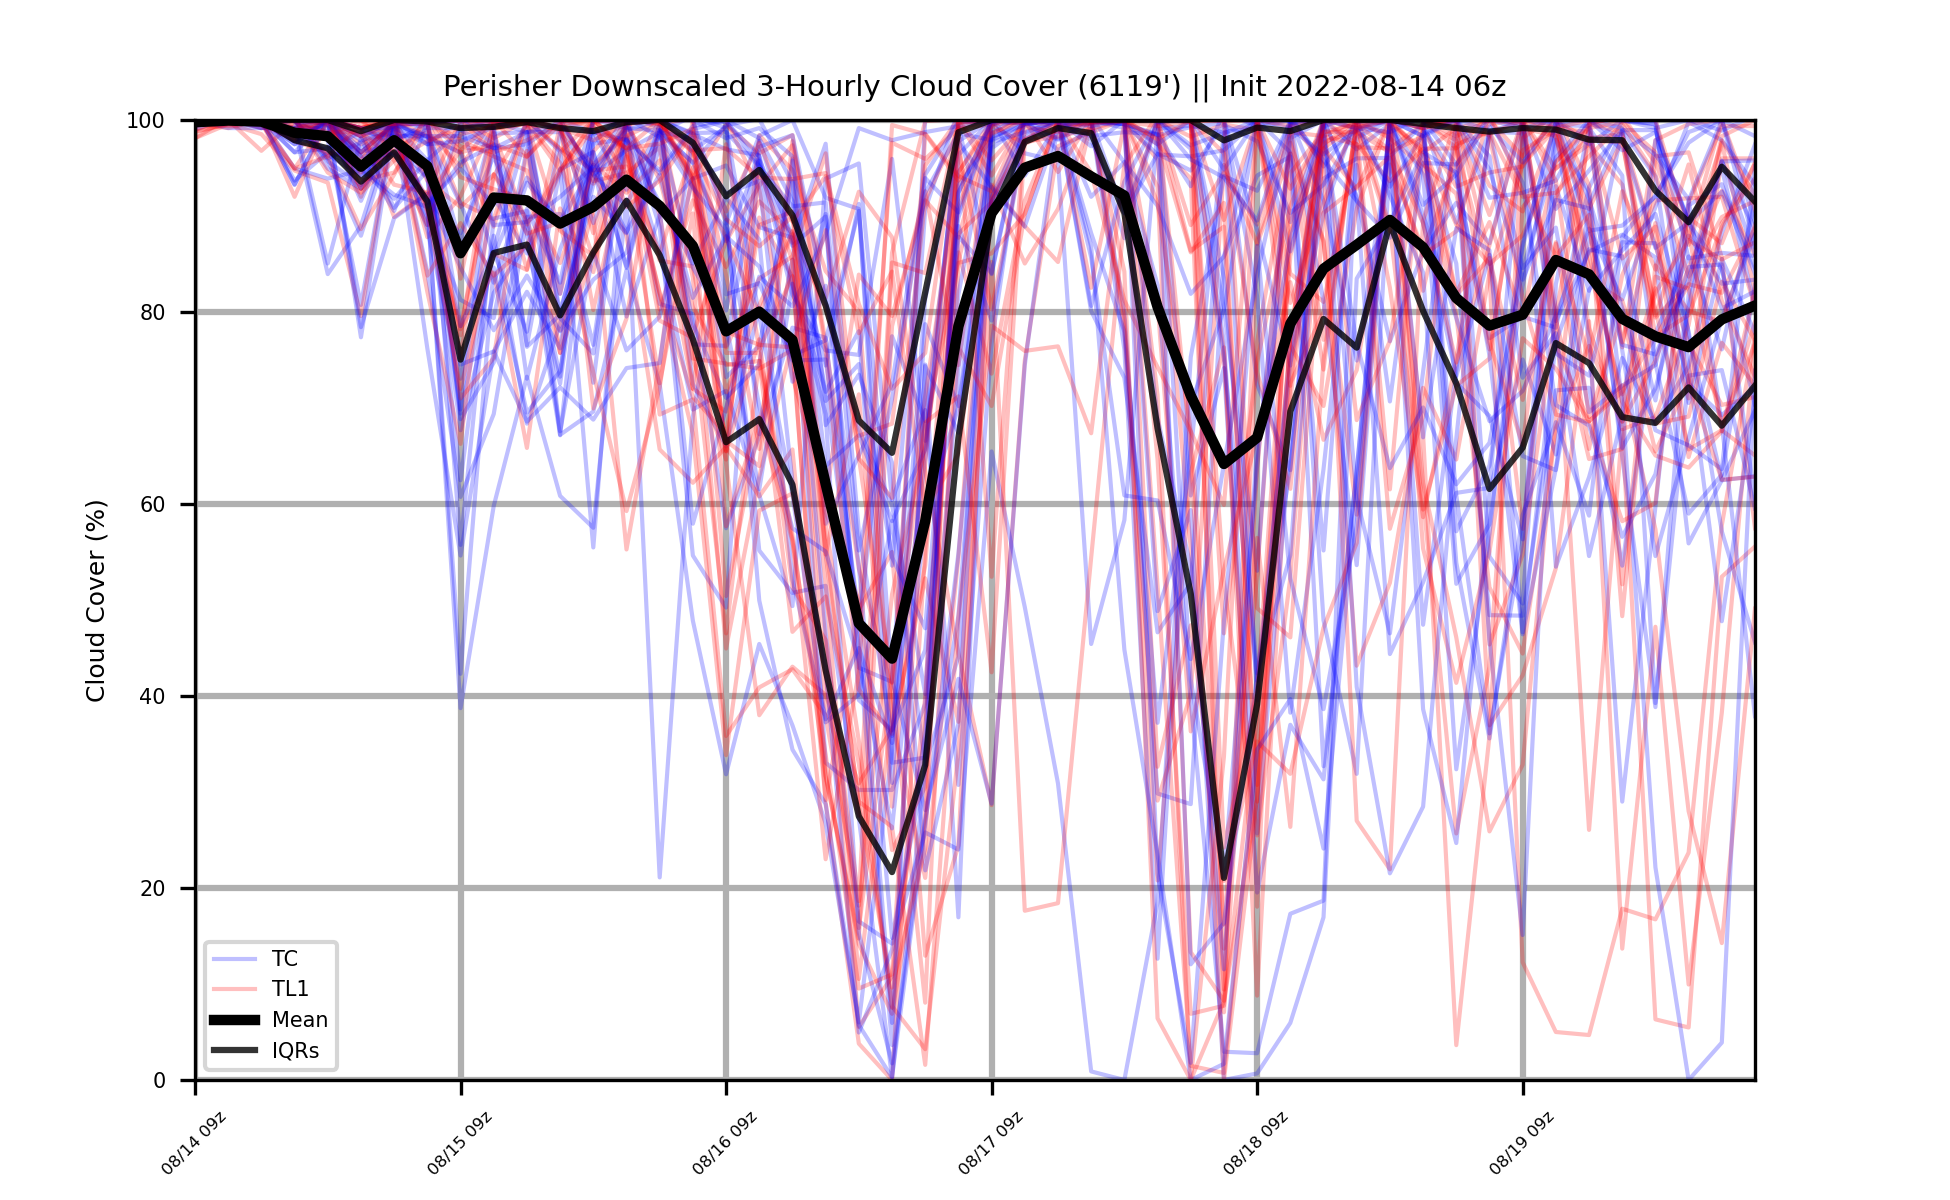 Perisher Downscaled 3-Hourly Cloud Cover (6119') || Init 2022-08-14 06z
Cloud Cover (%)
100
80
60
40
20
0
TC
TL1
Mean
IQRs
08/14 09z
08/15 09z
08/16 09z
08/17 09z
08/18 09z
08/19 09z